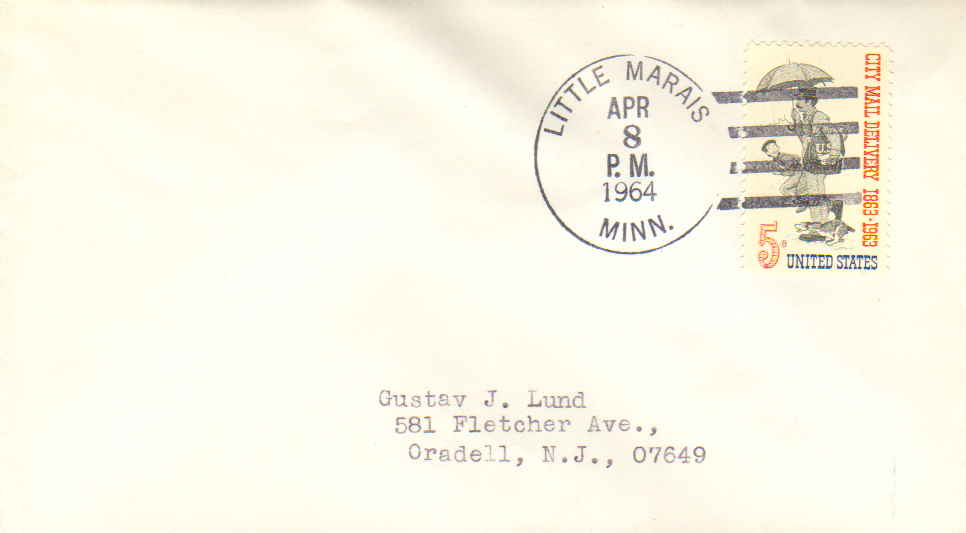 LITTLE MARAIS
APR
8
P.M.
1964
MINN.
CITY MAIL DELIVERY 1863·1963
U.S.
5c
UNITED STATES
Gustav J. Lund
581 Fletcher Ave.,
Oradell, N.J., 07649